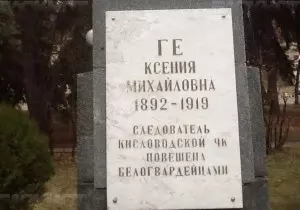 ГЕ
КСЕНИЯ
МИХАЙЛОВНА
1892-1919
СЛЕДОВАТЕЛЬ
КИСЛОВОДСКОЙ ЧК
ПОВЕШЕНА
БЕЛОГВАРДЕЙЦАМИ